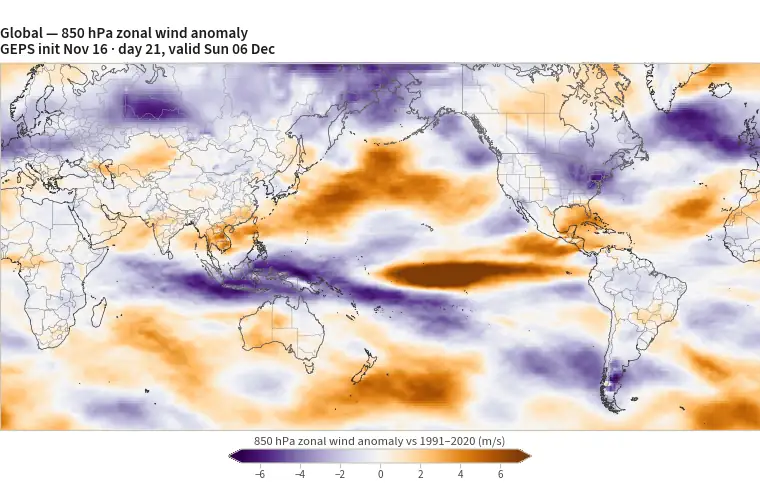 Global — 850 hPa zonal wind anomaly
GEPS init Nov 16 · day 21, valid Sun 06 Dec
850 hPa zonal wind anomaly vs 1991–2020 (m/s)
−6 −4 −2 0 2 4 6